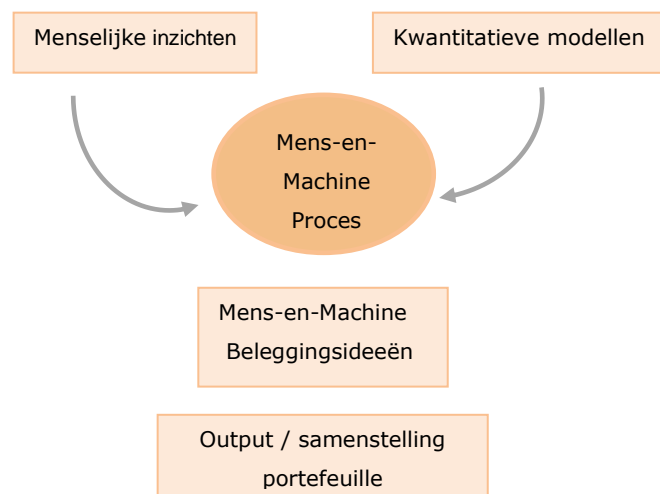 Menselijke inzichten
Kwantitatieve modellen
Mens-en-
Machine
Proces
Mens-en-Machine
Beleggingsideeën
Output / samenstelling
portefeuille